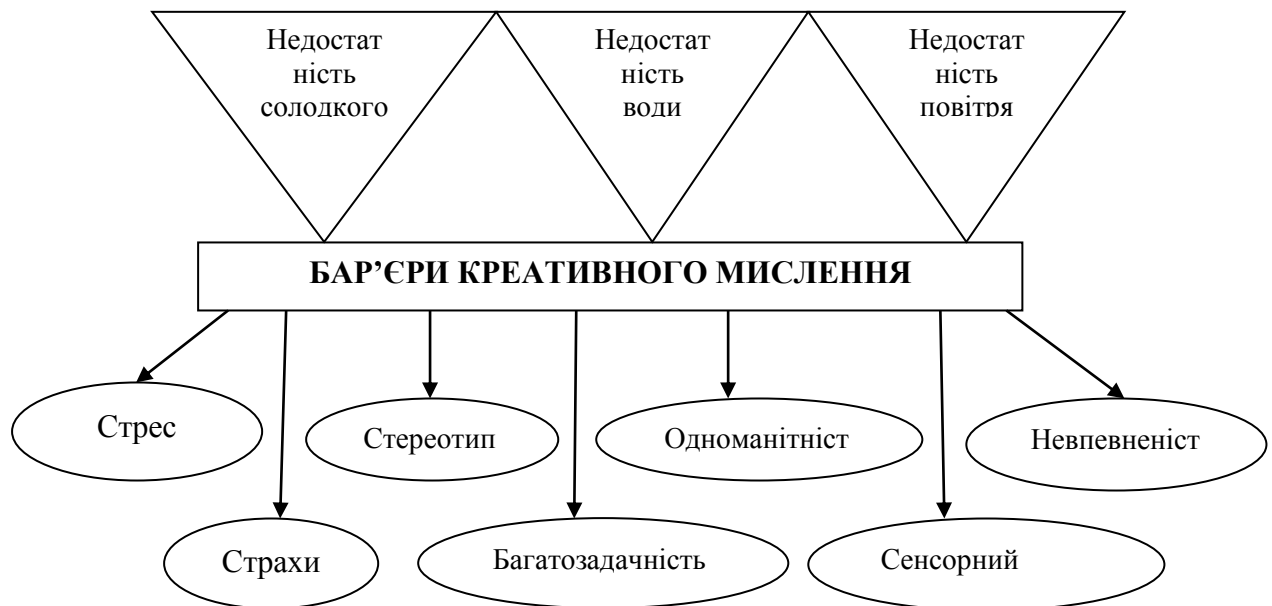 Недостат
ність
солодкого
Недостат
ність
води
Недостат
ність
повітря
БАР’ЄРИ КРЕАТИВНОГО МИСЛЕННЯ
Стрес
Стереотип
Одноманітніст
Невпевненіст
Страхи
Багатозадачність
Сенсорний